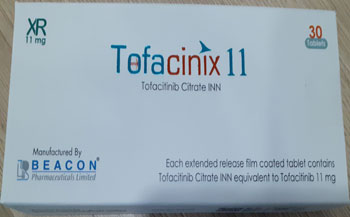 XR
11 mg
30
Tablets
Tofacinix 11
Tofacitinib Citrate INN
Manufactured By
BEACON®
Pharmaceuticals Limited
Each extended release film coated tablet contains
Tofacitinib Citrate INN equivalent to Tofacitinib 11 mg